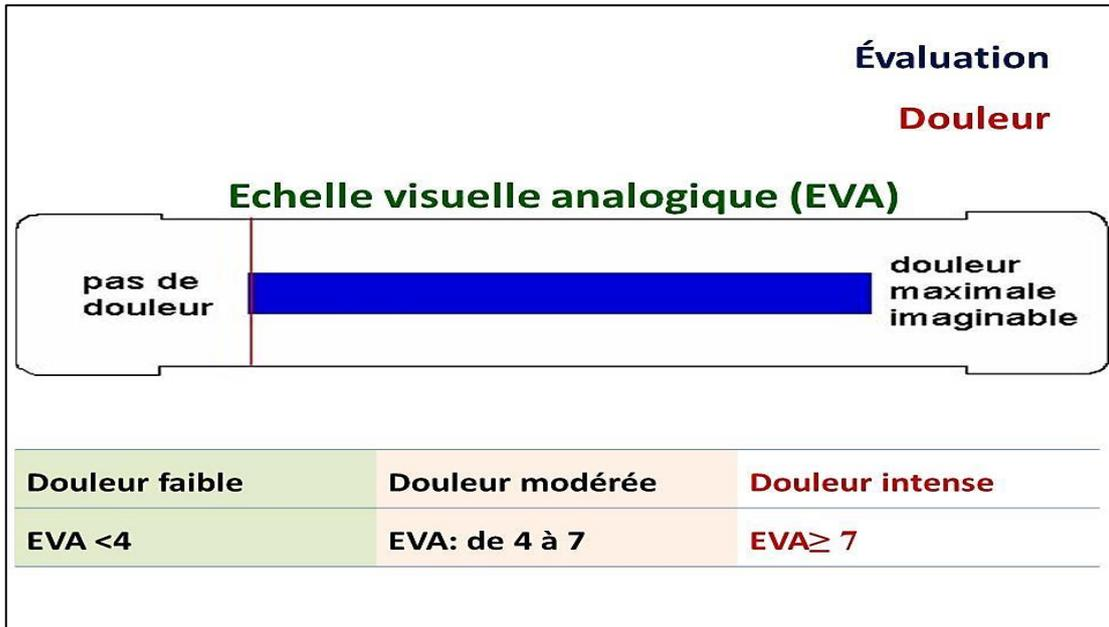 Évaluation
Douleur
Echelle visuelle analogique (EVA)
pas de
douleur
douleur
maximale
imaginable
Douleur faible Douleur modérée Douleur intense
EVA <4 EVA: de 4 à 7 EVA≥ 7